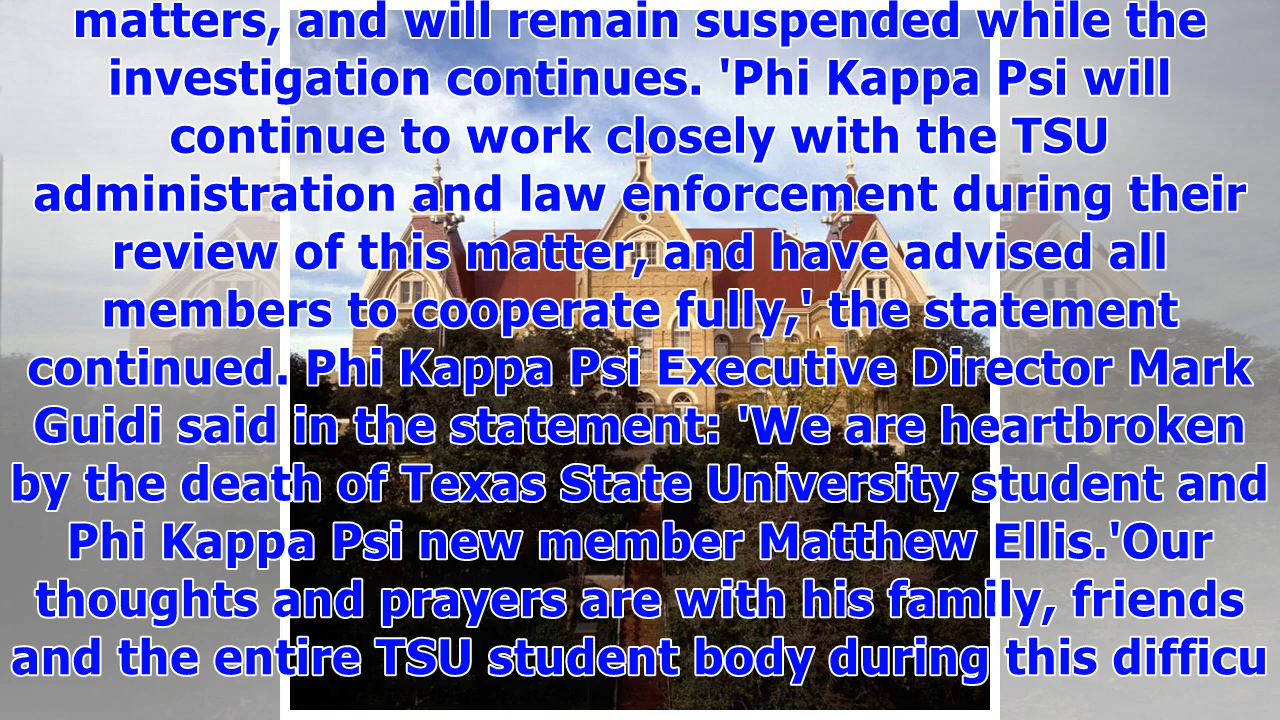 matters, and will remain suspended while the
investigation continues. 'Phi Kappa Psi will
continue to work closely with the TSU
administration and law enforcement during their
review of this matter, and have advised all
members to cooperate fully,' the statement
continued. Phi Kappa Psi Executive Director Mark
Guidi said in the statement: 'We are heartbroken
by the death of Texas State University student and
Phi Kappa Psi new member Matthew Ellis.'Our
thoughts and prayers are with his family, friends
and the entire TSU student body during this difficu